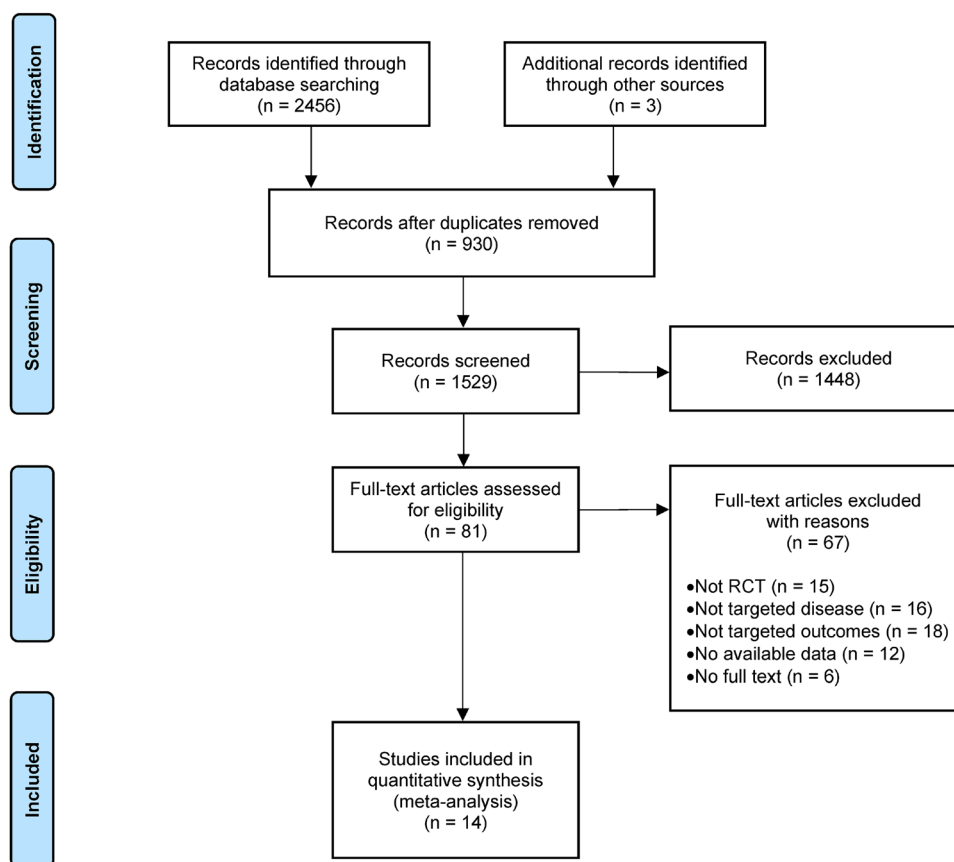 Identification
Records identified through
database searching
(n = 2456)
Additional records identified
through other sources
(n = 3)
Records after duplicates removed
(n = 930)
Screening
Records screened
(n = 1529)
Records excluded
(n = 1448)
Eligibility
Full-text articles assessed
for eligibility
(n = 81)
Full-text articles excluded
with reasons
(n = 67)
•Not RCT (n = 15)
•Not targeted disease (n = 16)
•Not targeted outcomes (n = 18)
•No available data (n = 12)
•No full text (n = 6)
Included
Studies included in
quantitative synthesis
(meta-analysis)
(n = 14)